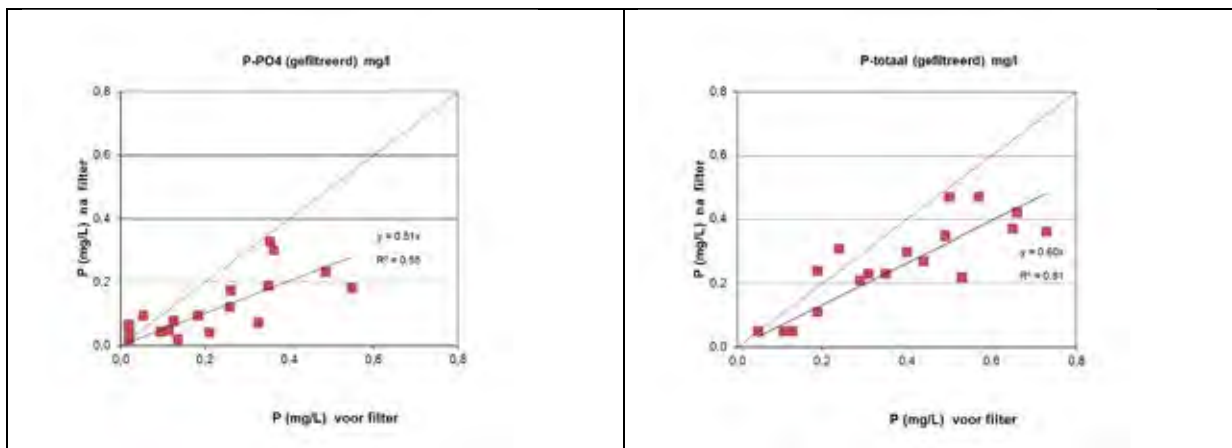 P-PO4 (gefiltreerd) mg/l
0,8
0,6
0,4
0,2
0,0
P (mg/L) na filter
y = 0.51x
R² = 0.55
0,0 0,2 0,4 0,6 0,8
P (mg/L) voor filter
P-totaal (gefiltreerd) mg/l
0,8
0,6
0,4
0,2
0,0
P (mg/L) na filter
y = 0.60x
R² = 0.61
0,0 0,2 0,4 0,6 0,8
P (mg/L) voor filter